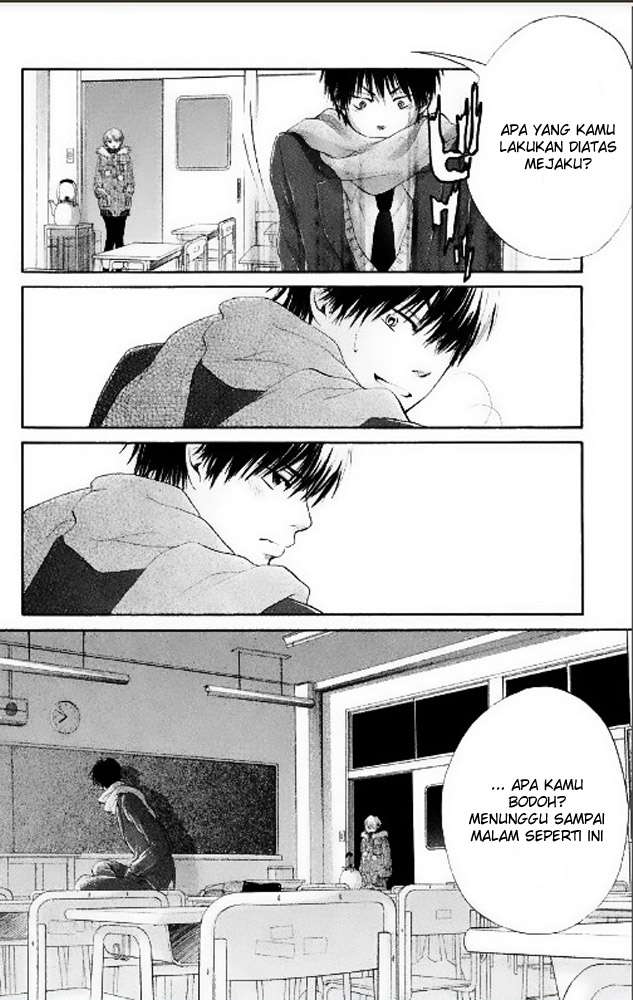 APA YANG KAMU
LAKUKAN DIATAS
MEJAKU?
... APA KAMU
BODOH?
MENUNGGU SAMPAI
MALAM SEPERTI INI